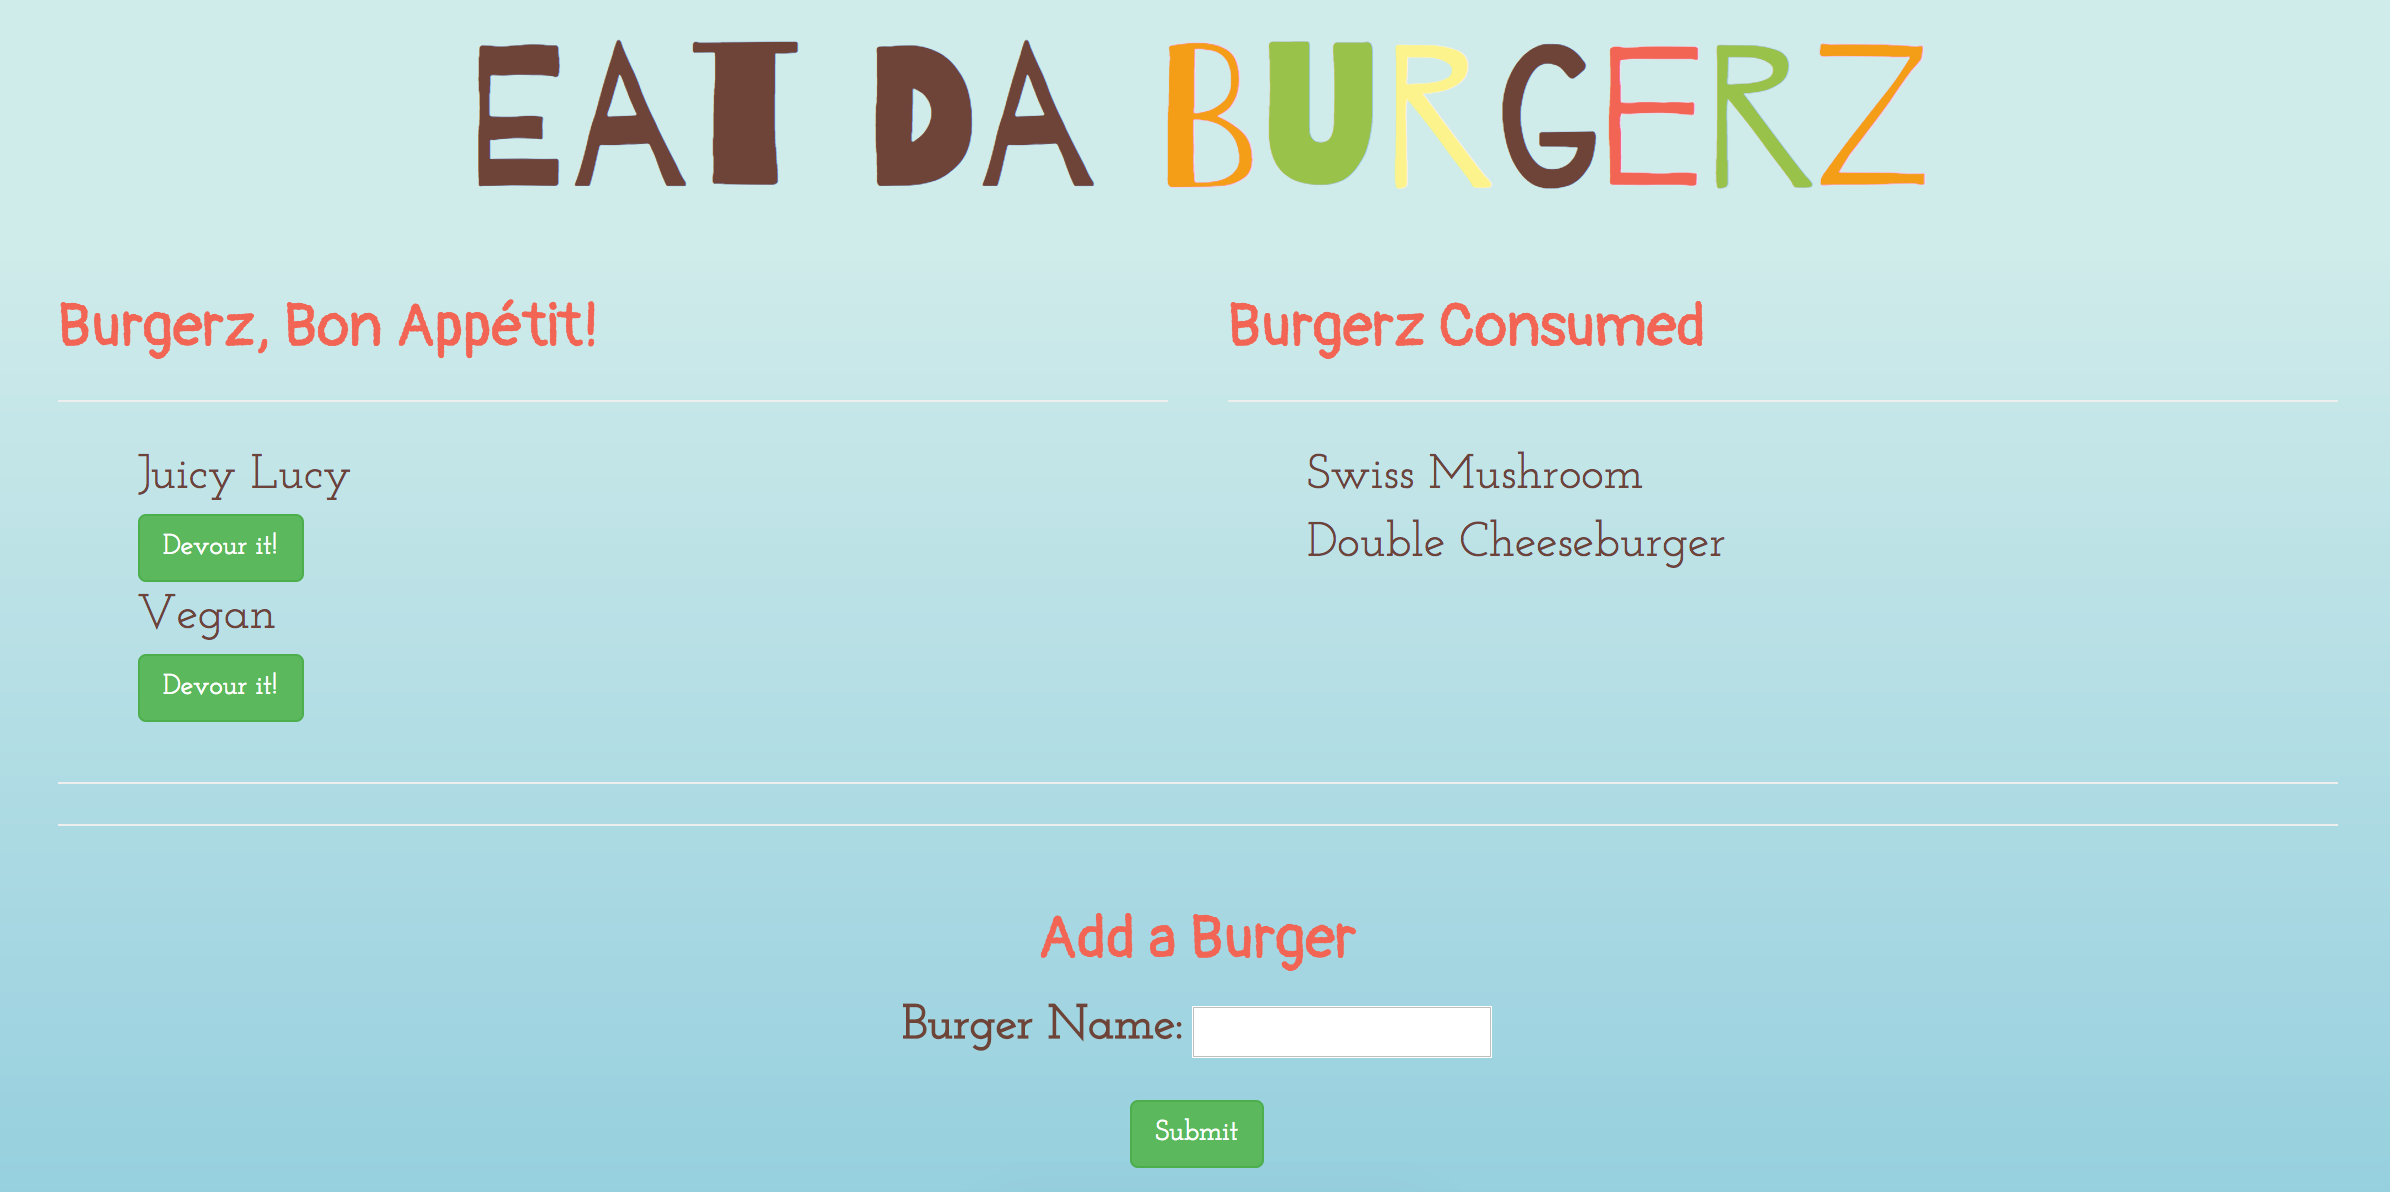 EAT DA BURGERZ
Burgerz, Bon Appétit!
Juicy Lucy
Devour it!
Vegan
Devour it!
Burgerz Consumed
Swiss Mushroom
Double Cheeseburger
Add a Burger
Burger Name:
Submit